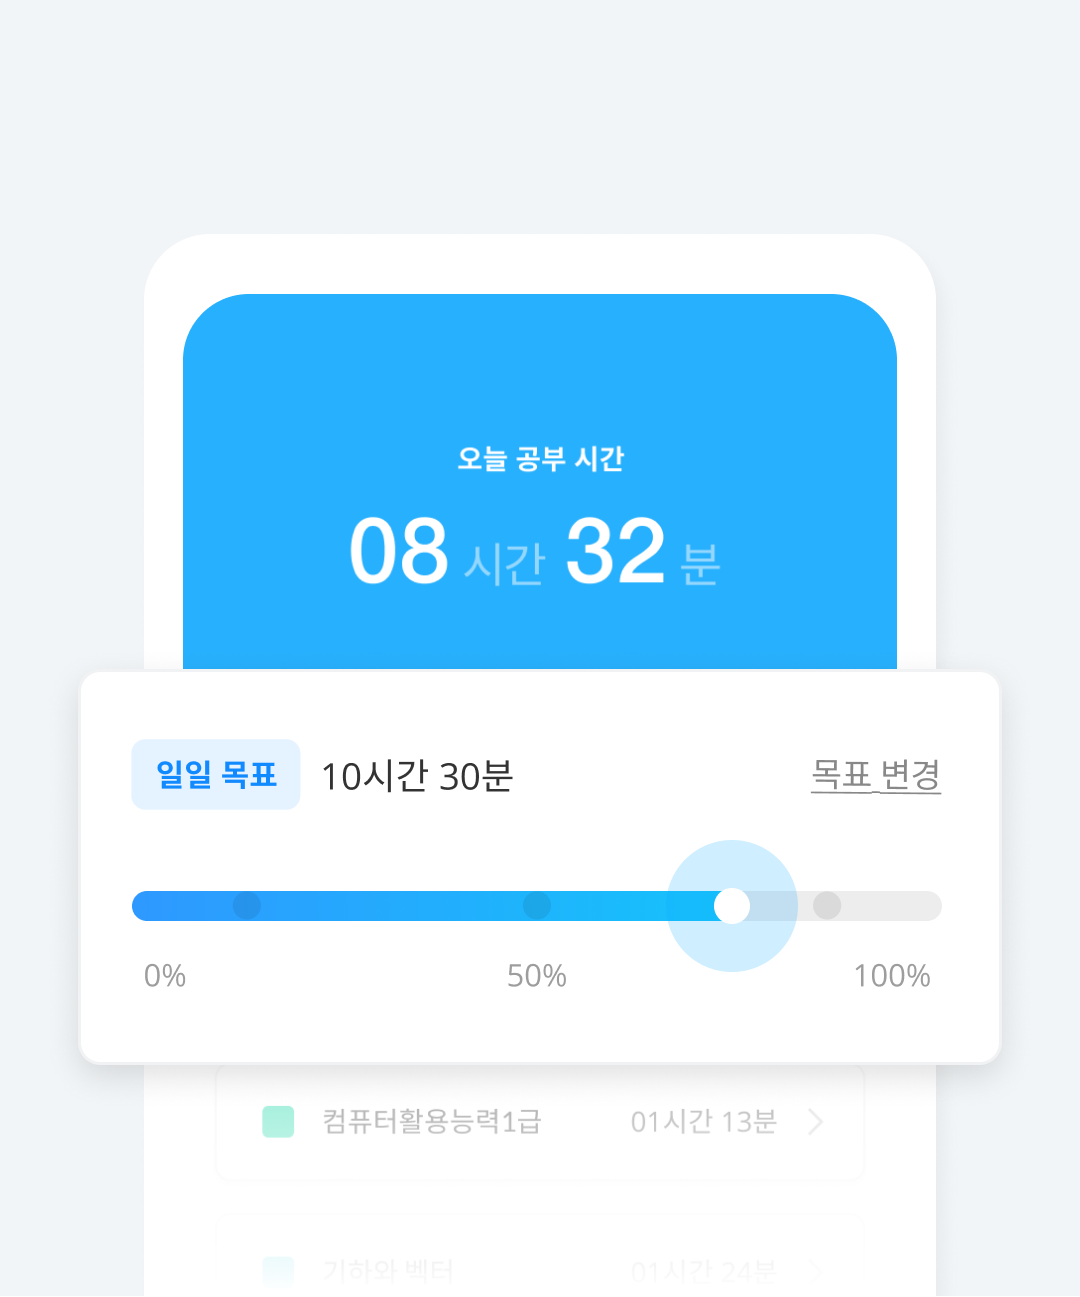 오늘 공부 시간
08 시간 32 분
일일 목표 10시간 30분 목표 변경
0% 50% 100%
컴퓨터활용능력1급 01시간 13분
기하와 벡터 01시간 24분